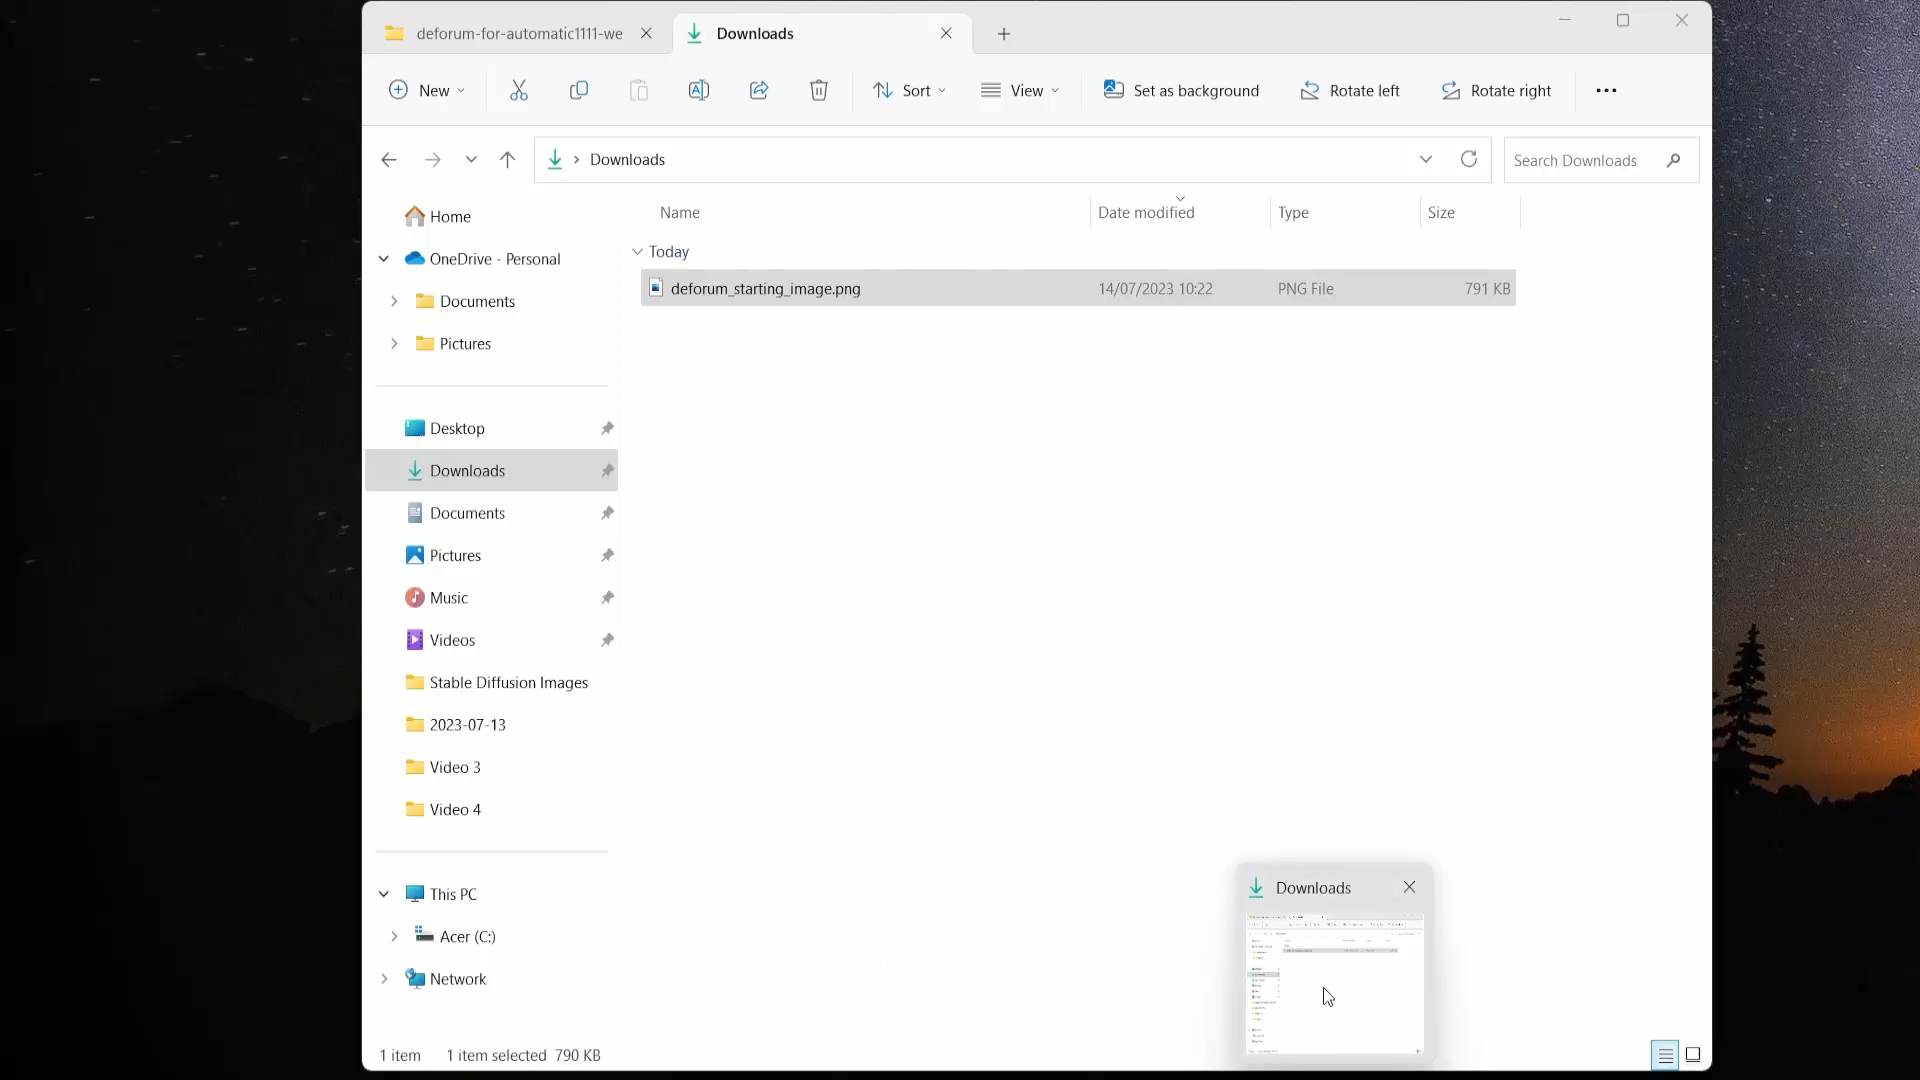 deforum-for-automatic1111-we
Downloads
New
Sort
View
Set as background
Rotate left
Rotate right
Downloads
Search Downloads
Name
Date modified
Type
Size
Home
OneDrive - Personal
Documents
Pictures
Today
deforum_starting_image.png
14/07/2023 10:22
PNG File
791 KB
Desktop
Downloads
Documents
Pictures
Music
Videos
Stable Diffusion Images
2023-07-13
Video 3
Video 4
This PC
Acer (C:)
Network
Downloads
1 item
1 item selected 790 KB